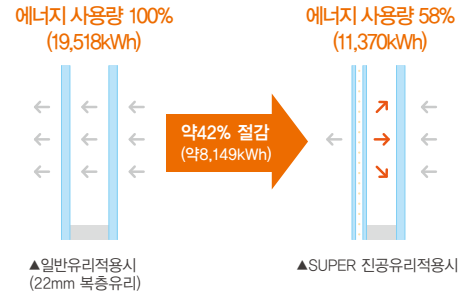 에너지 사용량 100%
(19,518kWh)
에너지 사용량 58%
(11,370kWh)
약42% 절감
(약8,149kWh)
▲일반유리적용시
(22mm 복층유리)
▲SUPER 진공유리적용시